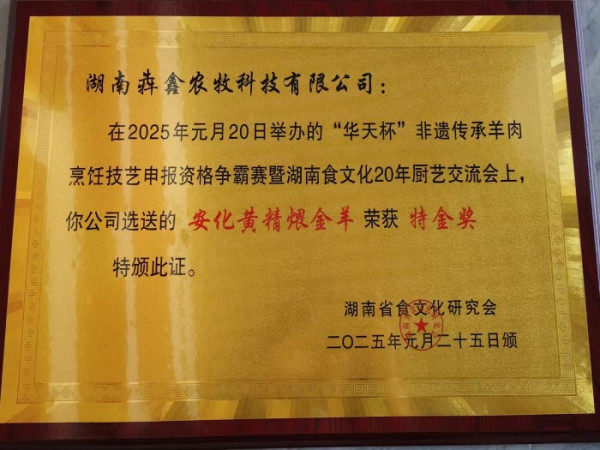 湖南犇鑫农牧科技有限公司：
在2025年元月20日举办的“华天杯”非遗传承羊肉
烹饪技艺申报资格争霸赛暨湖南食文化20年厨艺交流会上，
你公司选送的 安化黄精煨金羊 荣获 特金奖
特颁此证。
湖南省食文化研究会
二〇二五年元月二十五日颁